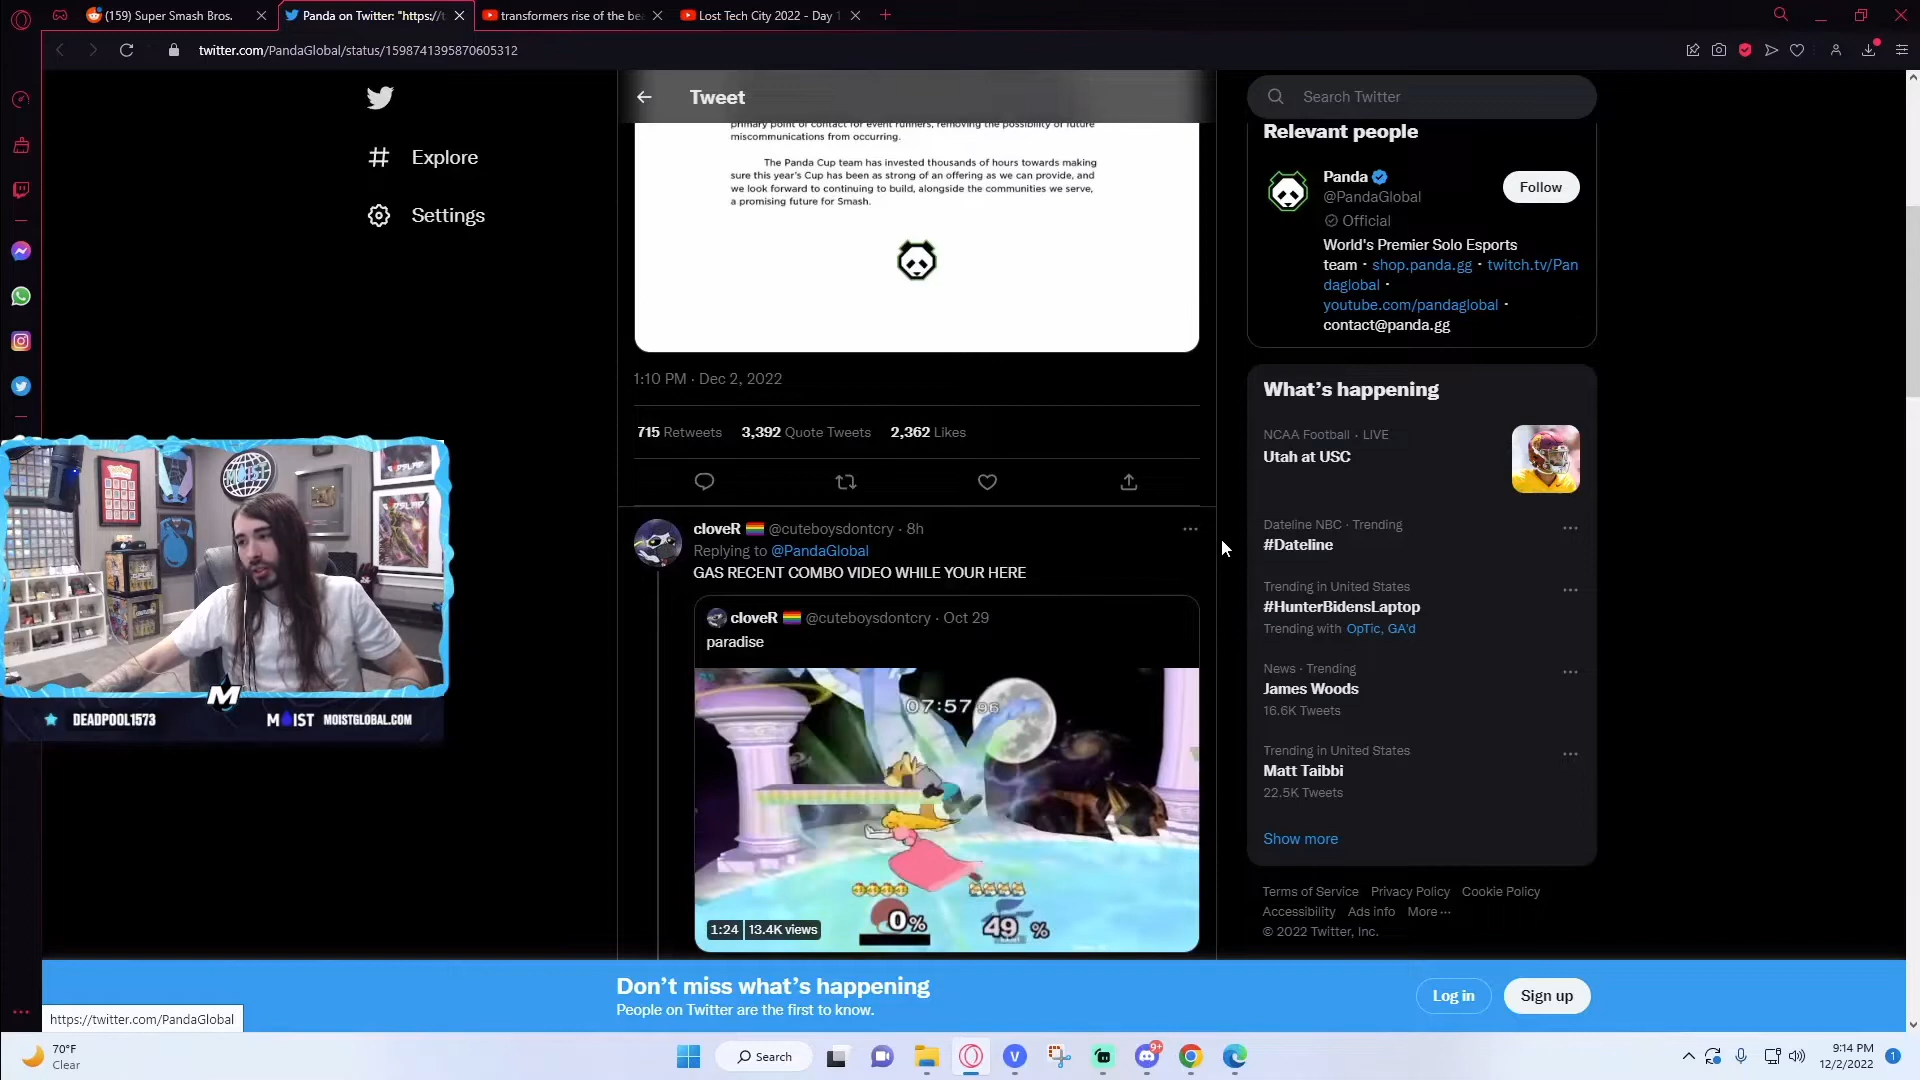 (159) Super Smash Bros.
Panda on Twitter: "https://t
transformers rise of the be
Lost Tech City 2022 - Day 1
twitter.com/PandaGlobal/status/1598741395870605312
Explore
Settings
Tweet
primary point of contact for event runners, removing the possibility of future
miscommunications from occurring.
The Panda Cup team has invested thousands of hours towards making
sure this year's Cup has been as strong of an offering as we can provide, and
we look forward to continuing to build, alongside the communities we serve,
a promising future for Smash.
1:10 PM · Dec 2, 2022
715 Retweets 3,392 Quote Tweets 2,362 Likes
cloveR @cuteboysdontcry · 8h
Replying to @PandaGlobal
GAS RECENT COMBO VIDEO WHILE YOUR HERE
cloveR @cuteboysdontcry · Oct 29
paradise
07:57 96
0%
49 %
1:24 13.4K views
Search Twitter
Relevant people
Panda
@PandaGlobal
Official
Follow
World's Premier Solo Esports
team · shop.panda.gg · twitch.tv/Pan
daglobal ·
youtube.com/pandaglobal ·
contact@panda.gg
What's happening
NCAA Football · LIVE
Utah at USC
Dateline NBC · Trending
#Dateline
Trending in United States
#HunterBidensLaptop
Trending with OpTic, GA'd
News · Trending
James Woods
16.6K Tweets
Trending in United States
Matt Taibbi
22.5K Tweets
Show more
Terms of Service Privacy Policy Cookie Policy
Accessibility Ads info More ···
© 2022 Twitter, Inc.
MOIST
M
DEADPOOL1573
MOIST MOISTGLOBAL.COM
Don't miss what's happening
People on Twitter are the first to know.
Log in
Sign up
https://twitter.com/PandaGlobal
70°F
Clear
Search
V
9+
9:14 PM
12/2/2022
1